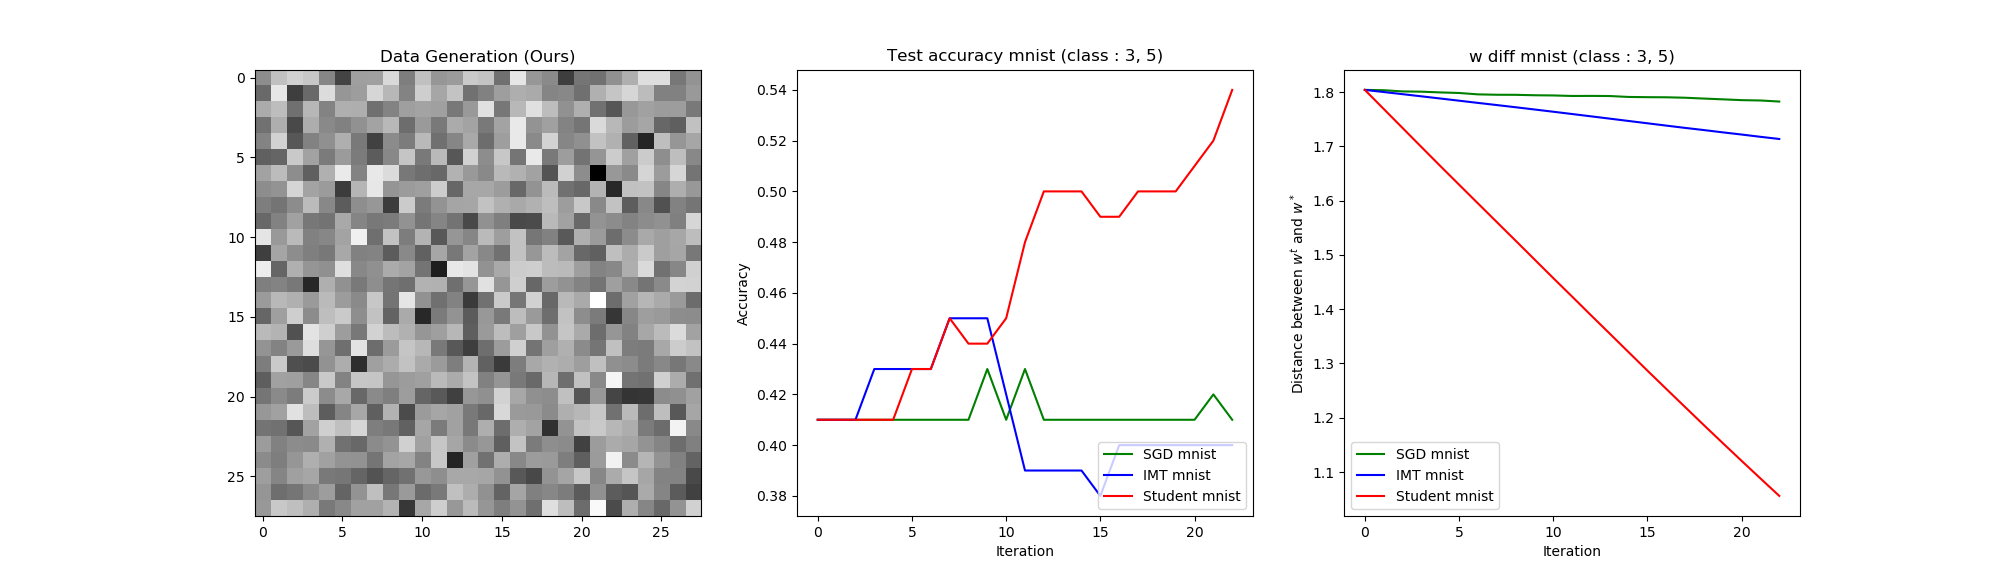 Data Generation (Ours)
0
5
10
15
20
25
0 5 10 15 20 25
Test accuracy mnist (class : 3, 5)
Accuracy
0.54
0.52
0.50
0.48
0.46
0.44
0.42
0.40
0.38
SGD mnist
IMT mnist
Student mnist
0 5 10 15 20
Iteration
w diff mnist (class : 3, 5)
Distance between w^t and w^*
1.8
1.7
1.6
1.5
1.4
1.3
1.2
1.1
SGD mnist
IMT mnist
Student mnist
0 5 10 15 20
Iteration